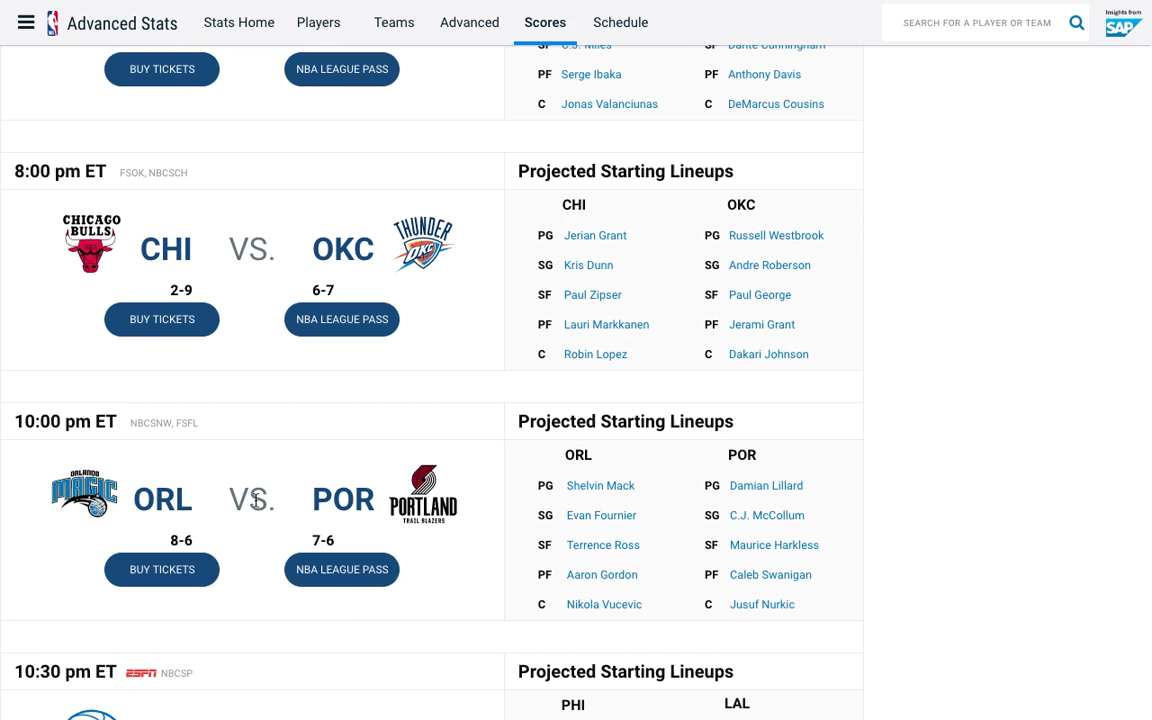 Advanced Stats
Stats Home
Players
Teams
Advanced
Scores
Schedule
SEARCH FOR A PLAYER OR TEAM
Insights from
SAP
BUY TICKETS
NBA LEAGUE PASS
SF C.J. Miles SF Dante Cunningham
PF Serge Ibaka PF Anthony Davis
C Jonas Valanciunas C DeMarcus Cousins
8:00 pm ET FSOK, NBCSCH
CHICAGO
BULLS
CHI VS. OKC
THUNDER
OKC
2-9 6-7
BUY TICKETS
NBA LEAGUE PASS
Projected Starting Lineups
CHI OKC
PG Jerian Grant PG Russell Westbrook
SG Kris Dunn SG Andre Roberson
SF Paul Zipser SF Paul George
PF Lauri Markkanen PF Jerami Grant
C Robin Lopez C Dakari Johnson
10:00 pm ET NBCSNW, FSFL
ORLANDO
MAGIC
ORL VS. POR
PORTLAND
TRAIL BLAZERS
8-6 7-6
BUY TICKETS
NBA LEAGUE PASS
Projected Starting Lineups
ORL POR
PG Shelvin Mack PG Damian Lillard
SG Evan Fournier SG C.J. McCollum
SF Terrence Ross SF Maurice Harkless
PF Aaron Gordon PF Caleb Swanigan
C Nikola Vucevic C Jusuf Nurkic
10:30 pm ET ESPN NBCSP
Projected Starting Lineups
PHI LAL